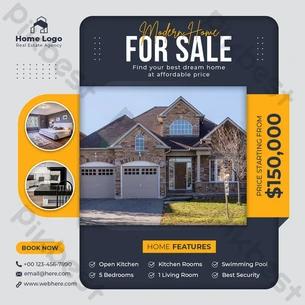 Home Logo
Real Estate Agency
Modern Home
FOR SALE
Find your best dream home
at affordable price
PRICE STARTING FROM
$150,000
BOOK NOW
+00 123-456-7890
info@here.com
www.webhere.com
HOME FEATURES
Open Kitchen
Kitchen Rooms
Swimming Pool
5 Bedrooms
1 Living Room
Best Security